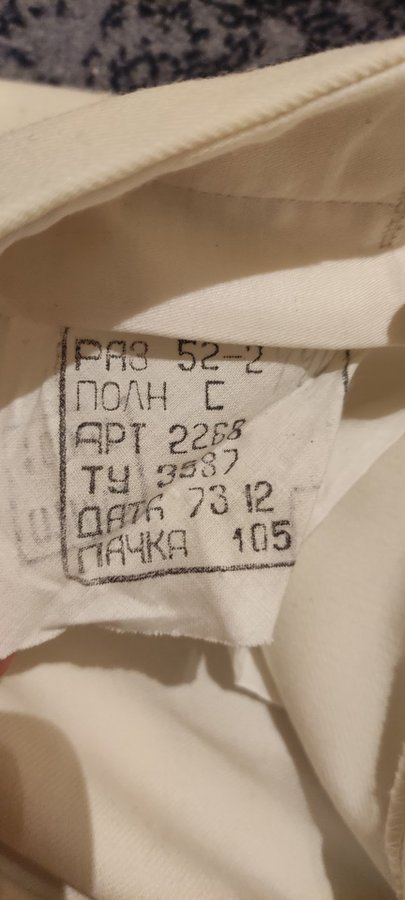 РАЗ 52-2
ПОЛН С
АРТ 2268
ТУ 3587
ДАТА 73 12
ПАЧКА 105